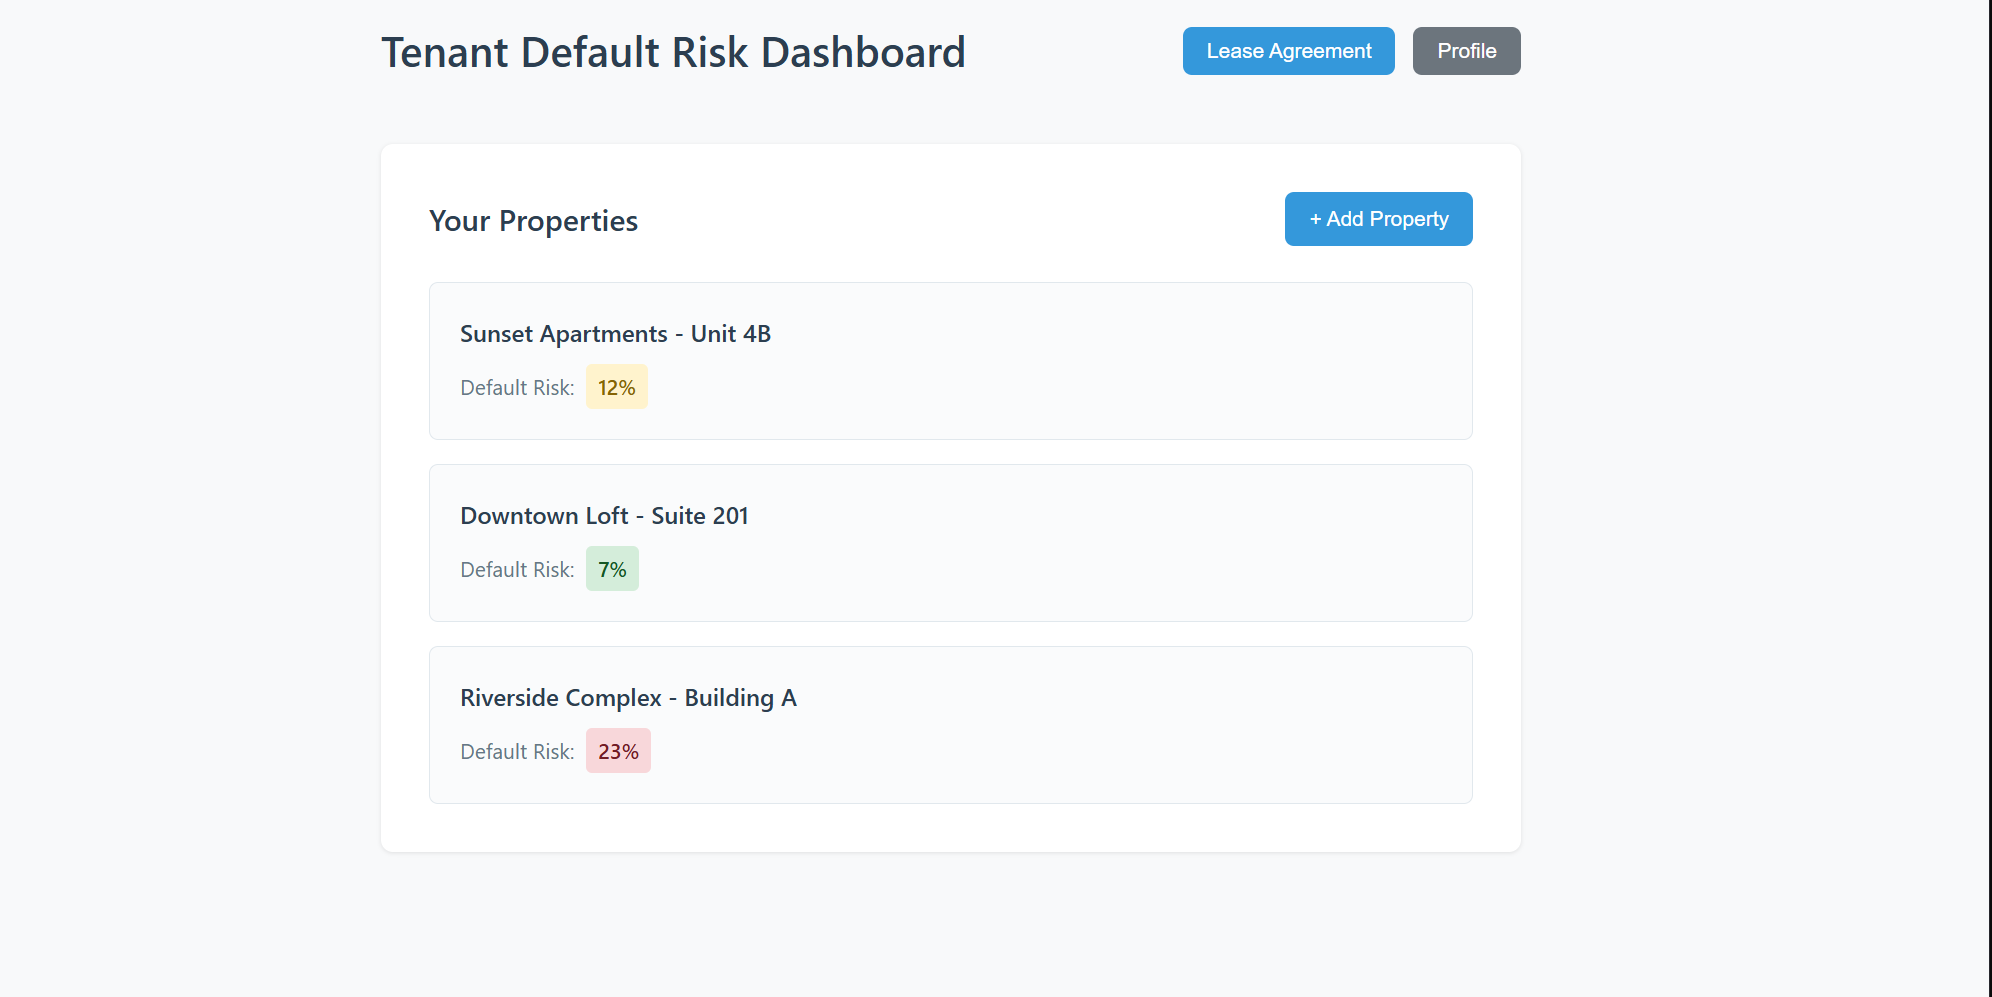 Tenant Default Risk Dashboard
Lease Agreement
Profile
Your Properties
+ Add Property
Sunset Apartments - Unit 4B
Default Risk: 12%
Downtown Loft - Suite 201
Default Risk: 7%
Riverside Complex - Building A
Default Risk: 23%